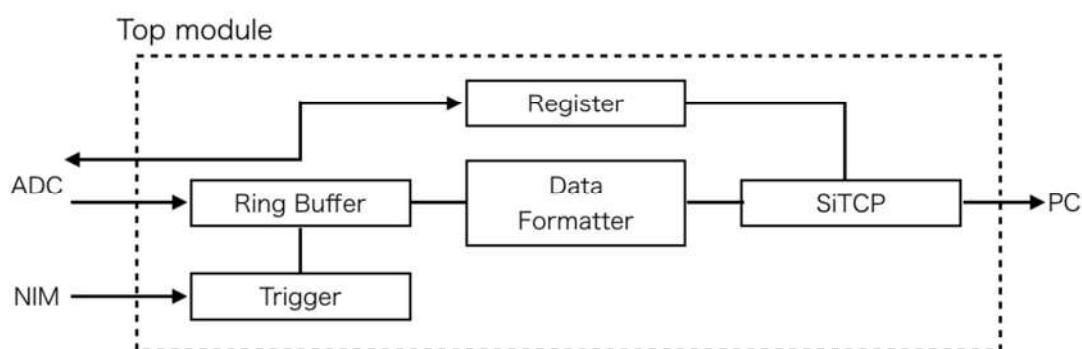 Top module
Register
ADC
Ring Buffer
Data
Formatter
SiTCP
PC
NIM
Trigger